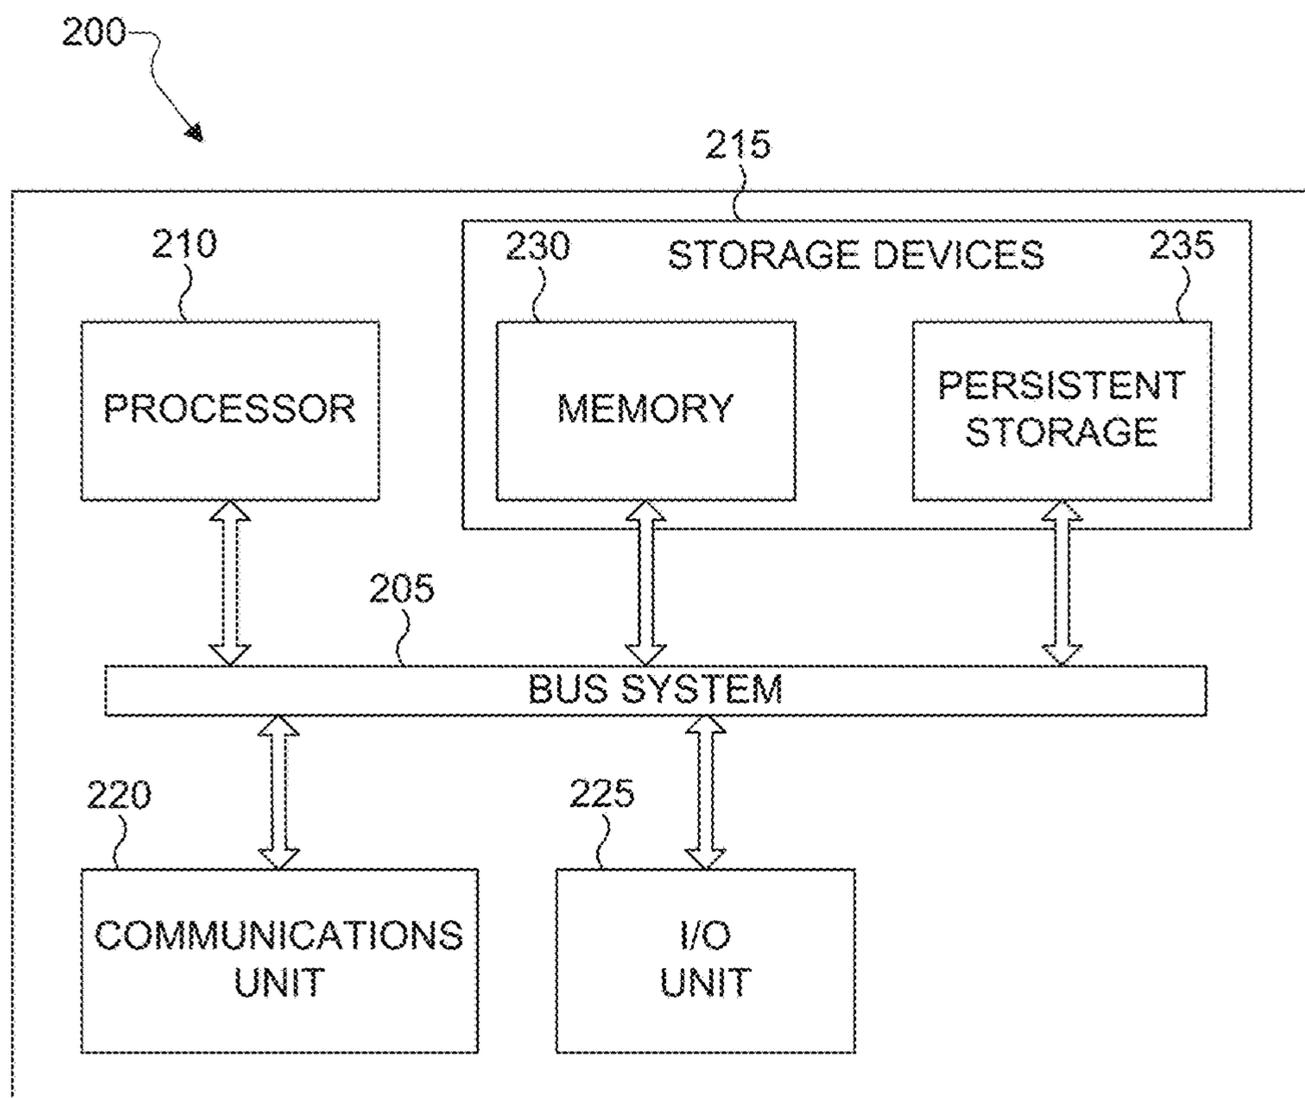 200
215
210
230
STORAGE DEVICES
235
PROCESSOR
MEMORY
PERSISTENT
STORAGE
205
BUS SYSTEM
220
225
COMMUNICATIONS
UNIT
I/O
UNIT